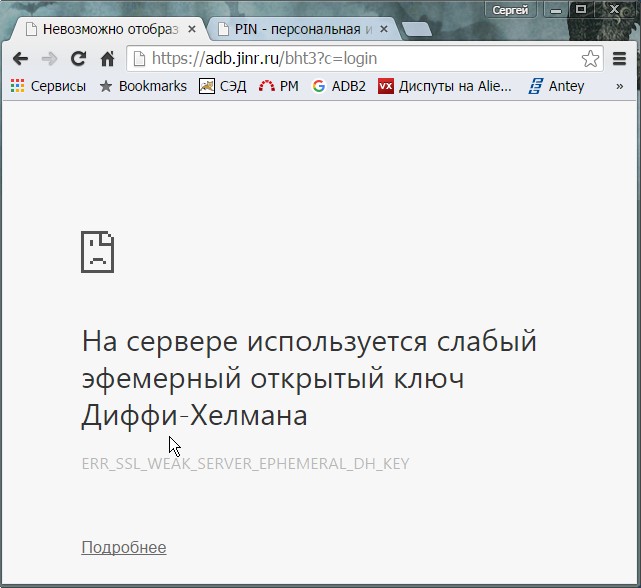 Сергей
Невозможно отобраз
PIN - персональная и
https://adb.jinr.ru/bht3?c=login
Сервисы Bookmarks СЭД PM G ADB2 VX Диспуты на Alie... Antey »
На сервере используется слабый
эфемерный открытый ключ
Диффи-Хелмана
ERR_SSL_WEAK_SERVER_EPHEMERAL_DH_KEY
Подробнее